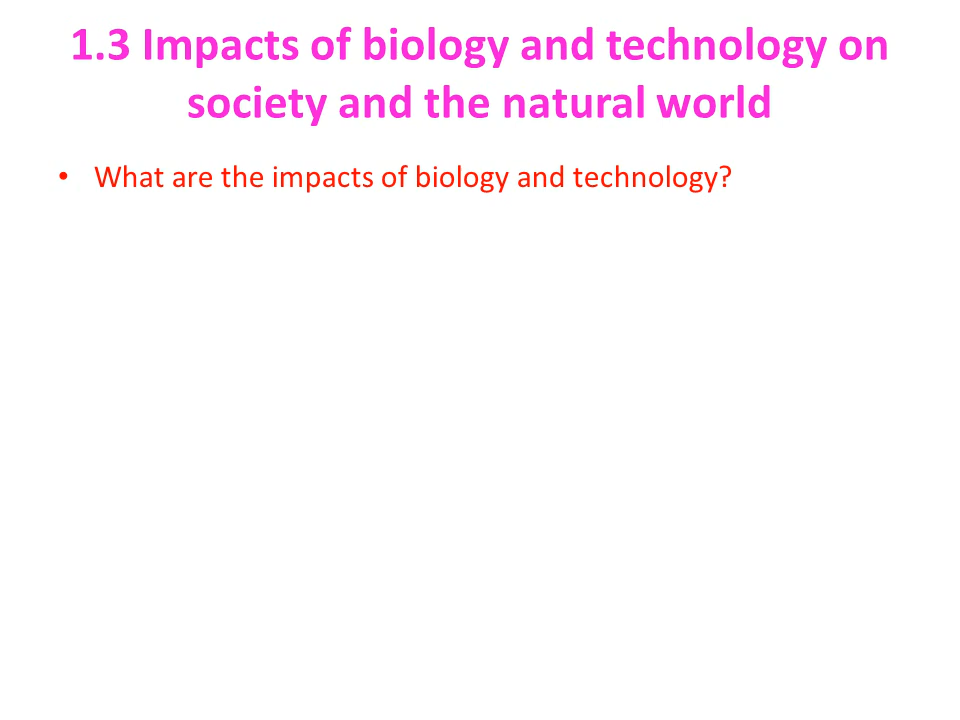 1.3 Impacts of biology and technology on
society and the natural world
• What are the impacts of biology and technology?